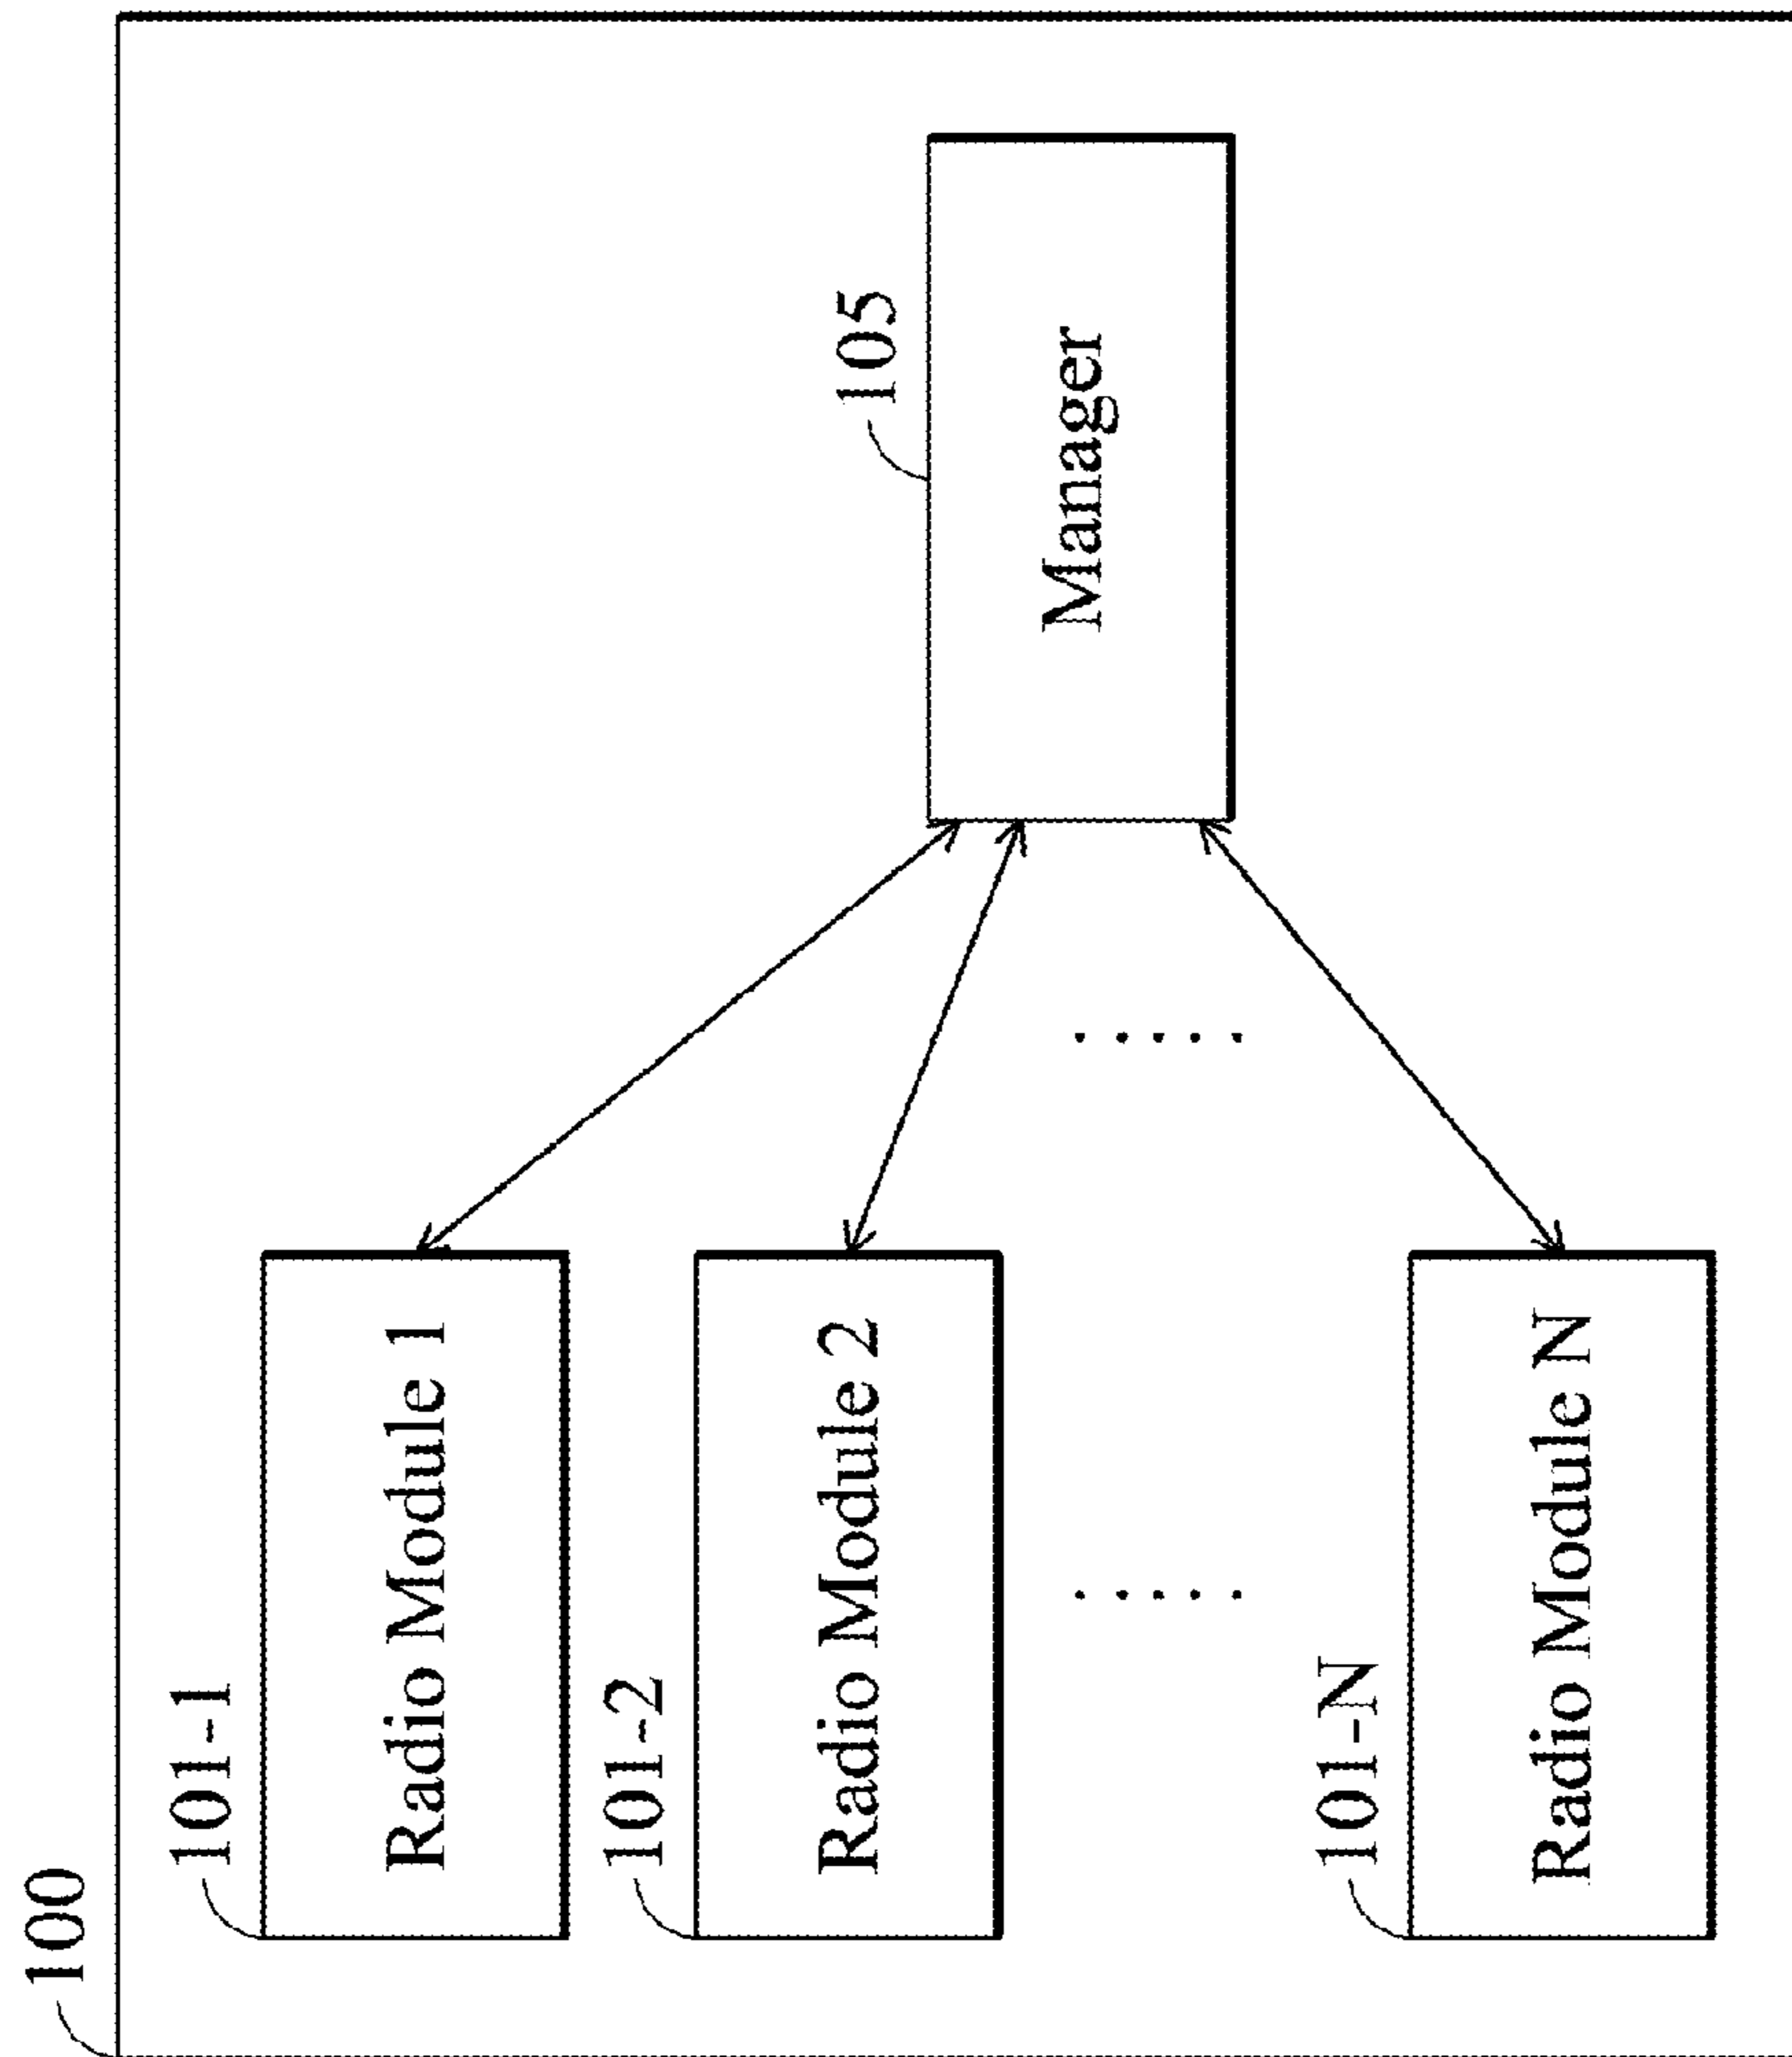 100
101-1
Radio Module 1
101-2
Radio Module 2
.....
.....
101-N
Radio Module N
105
Manager